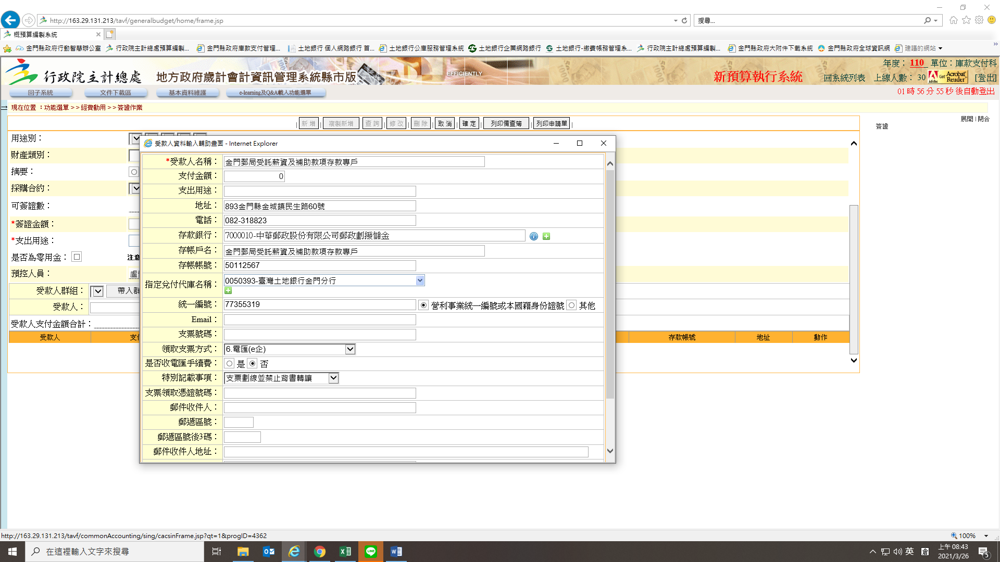 http://163.29.131.213/tavf/generalbudget/home/frame.jsp
搜尋...
概預算編製系統
金門縣政府行動智慧辦公室 行政院主計總處預算編製... 金門縣政府庫款支付管理... 土地銀行 個人網路銀行 首... 土地銀行公庫服務管理系統 土地銀行企業網路銀行 土地銀行-繳費帳務管理系... 行政院主計總處預算編製... 金門縣政府大附件下載系統 金門縣政府全球資訊網 建議的網站
行政院主計總處 地方政府歲計會計資訊管理系統縣市版 EFFICIENTLY
年度： 110 單位：庫款支付科
新預算執行系統 回系統列表 上線人數： 30 Get Acrobat Reader Adobe [登出]
回子系統 文件下載區 基本資料維護 e-learning及Q&A載入功能選單
01 時 56 分 55 秒 後自動登出
現在位置 ：功能選單 > > 經費動用 > > 簽證作業
展開 | 閉合
簽證
| 新 增 | 複製新增 查 詢 | 修 改 | 刪 除 | 取 消 | 確 定 | 列印備查簿 | 列印申請單 |
用途別：
財產類別：
摘要：
採購合約：
可簽證數：
*簽證金額：
*支出用途：
是否為零用金： 注意
預控人員：
受款人群組： 帶入群
受款人：
受款人支付金額合計：
受款人 支付 存款帳號 地址 動作
受款人資料輸入輔助畫面 - Internet Explorer
*受款人名稱： 金門郵局受託薪資及補助款項存款專戶
支付金額： 0
支出用途：
地址： 893金門縣金城鎮民生路60號
電話： 082-318823
存款銀行： 7000010-中華郵政股份有限公司郵政劃撥儲金
存帳戶名： 金門郵局受託薪資及補助款項存款專戶
存帳帳號： 50112567
指定兌付代庫名稱： 0050393-臺灣土地銀行金門分行
統一編號： 77355319 營利事業統一編號或本國籍身份證號 其他
Email：
支票號碼：
領取支票方式： 6.電匯(e企)
是否收電匯手續費： 是 否
特別記載事項： 支票劃線並禁止背書轉讓
支票領取憑證號碼：
郵件收件人：
郵遞區號：
郵遞區號後3碼：
郵件收件人地址：
http://163.29.131.213/tavf/commonAccounting/sing/cacsinFrame.jsp?qt=1&progID=4362
100%
在這裡輸入文字來搜尋
英
上午 08:43
2021/3/26
5